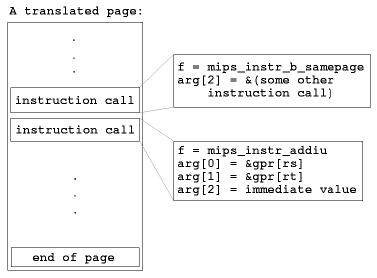 A translated page:
.
.
.
f = mips_instr_b_samepage
arg[2] = &(some other
instruction call)
instruction call
instruction call
f = mips_instr_addiu
arg[0] = &gpr[rs]
arg[1] = &gpr[rt]
arg[2] = immediate value
.
.
.
end of page